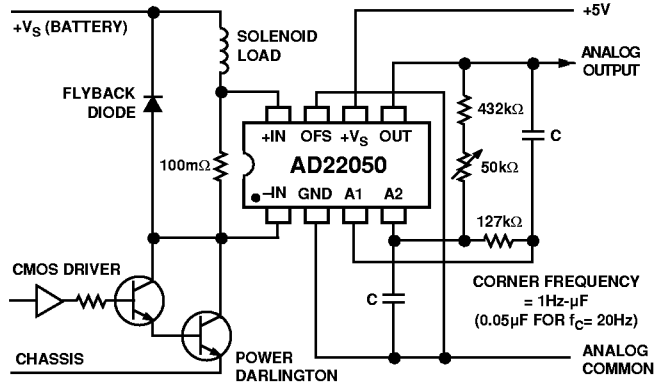 +VS (BATTERY)
+5V
SOLENOID
LOAD
ANALOG
OUTPUT
FLYBACK
DIODE
+IN OFS +VS OUT
432kΩ
C
100mΩ
AD22050
50kΩ
–IN GND A1 A2
127kΩ
CMOS DRIVER
C
CORNER FREQUENCY
= 1Hz-µF
(0.05µF FOR fC= 20Hz)
CHASSIS
POWER
DARLINGTON
ANALOG
COMMON